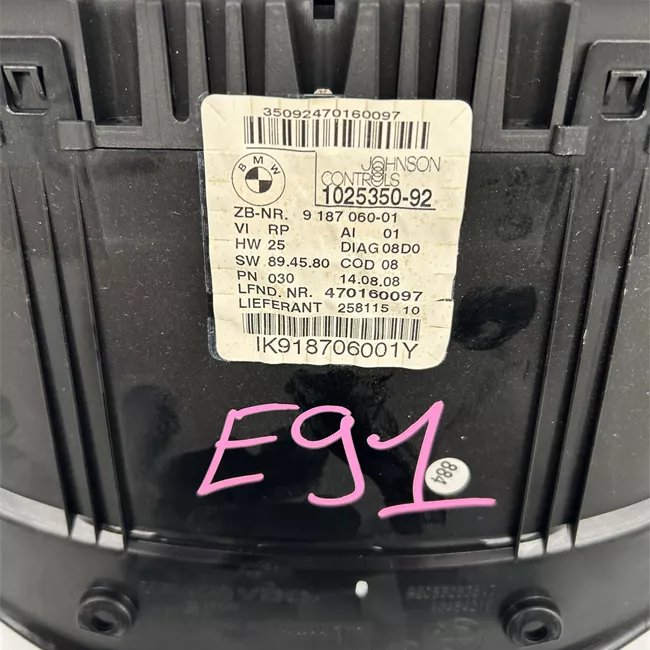 35092470160097
BMW
JOHNSON
CONTROLS
1025350-92
ZB-NR. 9 187 060-01
VI RP AI 01
HW 25 DIAG 08D0
SW 89.45.80 COD 08
PN 030 14.08.08
LFND. NR. 470160097
LIEFERANT 258115 10
IK918706001Y
E91
884